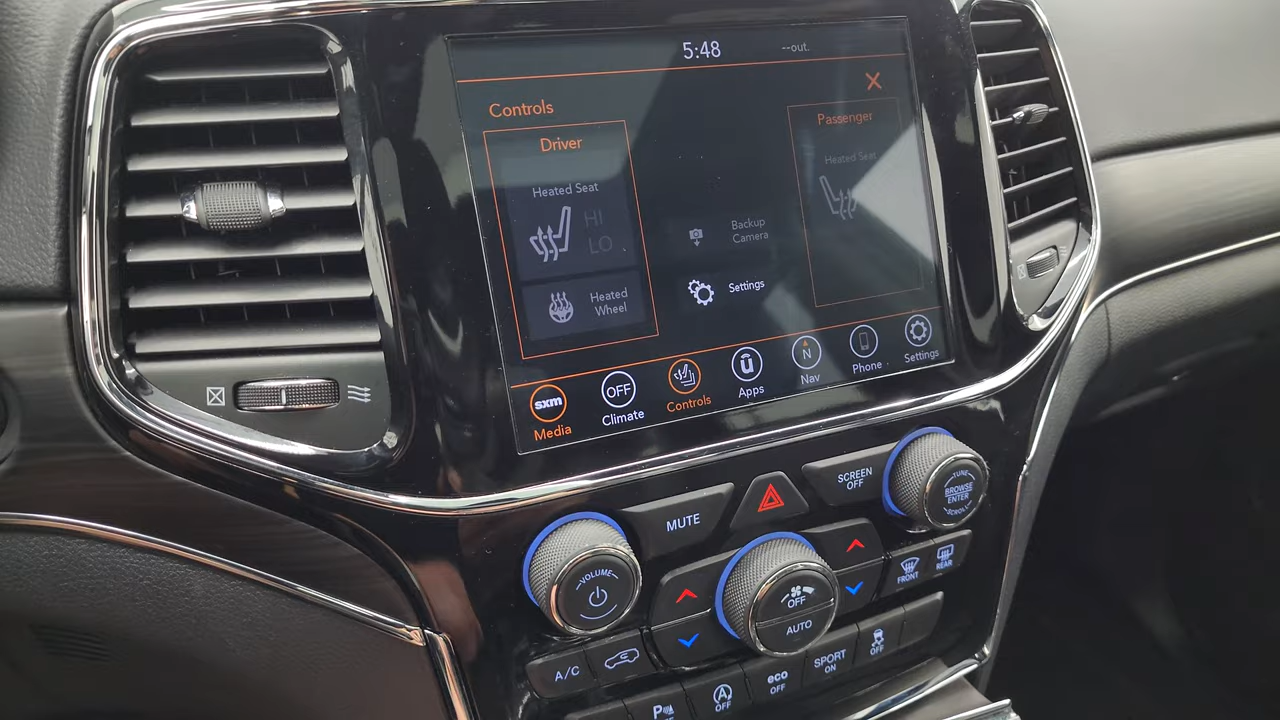 5:48
--out.
Controls
Driver
Heated Seat
HI
LO
Heated
Wheel
Backup
Camera
Settings
Passenger
Heated Seat
sxm
Media
OFF
Climate
Controls
Apps
N
Nav
Phone
Settings
SCREEN
OFF
MUTE
TUNE
BROWSE
ENTER
SCROLL
VOLUME
OFF
AUTO
FRONT
REAR
A/C
SPORT
ON
OFF
eco
OFF
A
OFF
P